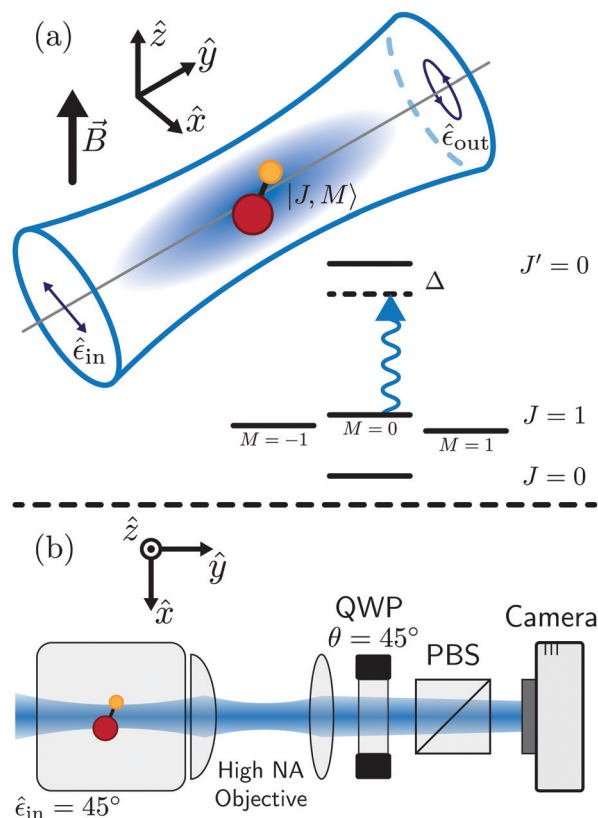 (a)
ẑ
ŷ
x̂
B⃗
ε̂out
|J, M⟩
ε̂in
J′ = 0
Δ
J = 1
M = −1
M = 0
M = 1
J = 0
(b)
ẑ
ŷ
x̂
QWP
θ = 45°
PBS
Camera
High NA
Objective
ε̂in = 45°